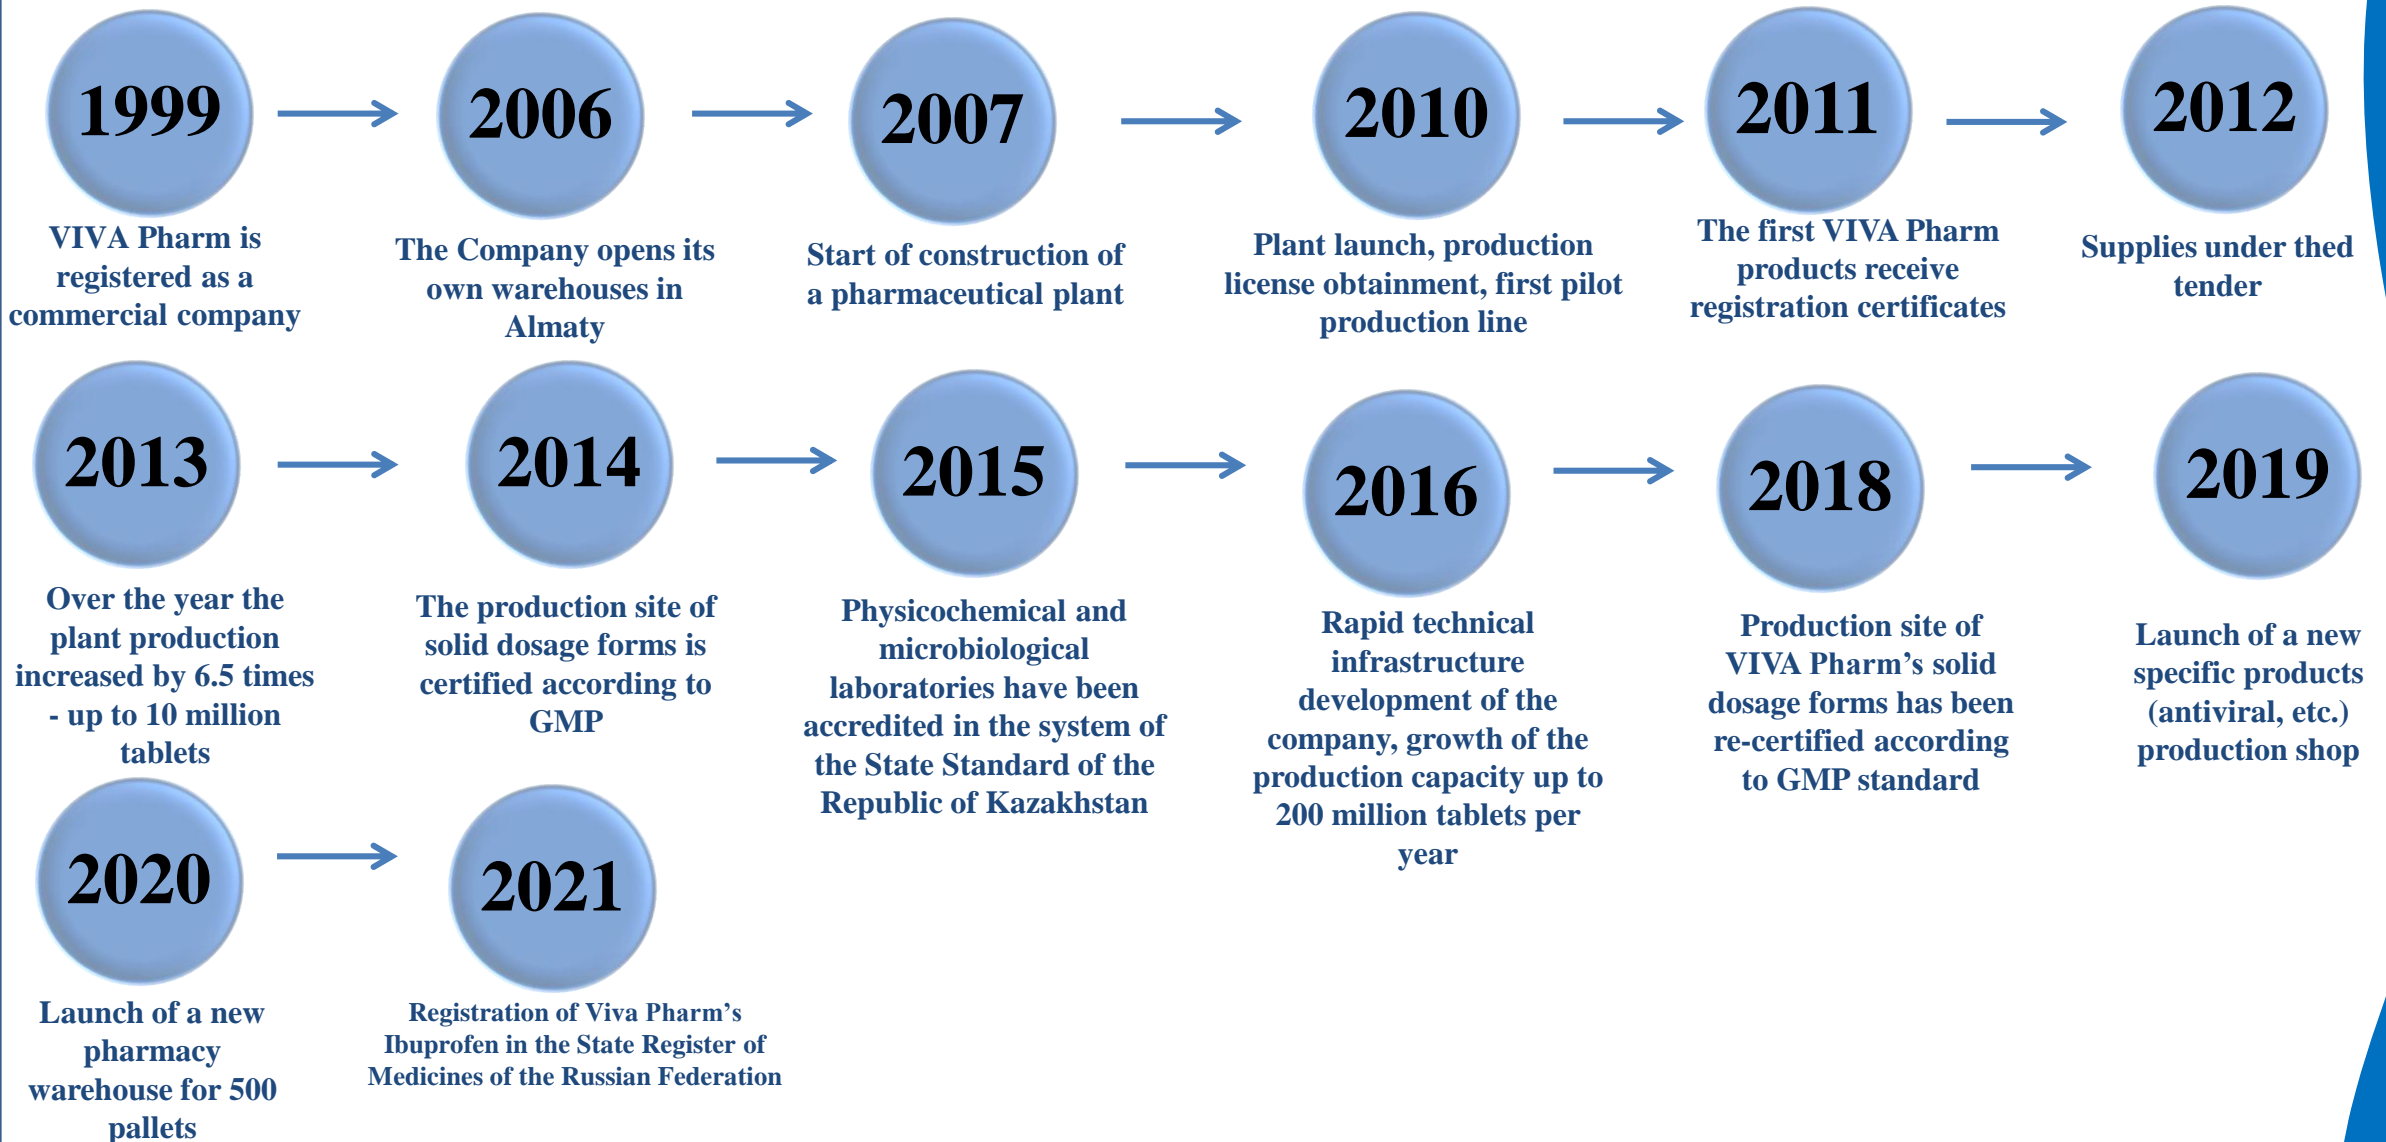 1999
VIVA Pharm is
registered as a
commercial company
2006
The Company opens its
own warehouses in
Almaty
2007
Start of construction of
a pharmaceutical plant
2010
Plant launch, production
license obtainment, first pilot
production line
2011
The first VIVA Pharm
products receive
registration certificates
2012
Supplies under thed
tender
2013
Over the year the
plant production
increased by 6.5 times
- up to 10 million
tablets
2014
The production site of
solid dosage forms is
certified according to
GMP
2015
Physicochemical and
microbiological
laboratories have been
accredited in the system of
the State Standard of the
Republic of Kazakhstan
2016
Rapid technical
infrastructure
development of the
company, growth of the
production capacity up to
200 million tablets per
year
2018
Production site of
VIVA Pharm’s solid
dosage forms has been
re-certified according
to GMP standard
2019
Launch of a new
specific products
(antiviral, etc.)
production shop
2020
Launch of a new
pharmacy
warehouse for 500
pallets
2021
Registration of Viva Pharm’s
Ibuprofen in the State Register of
Medicines of the Russian Federation